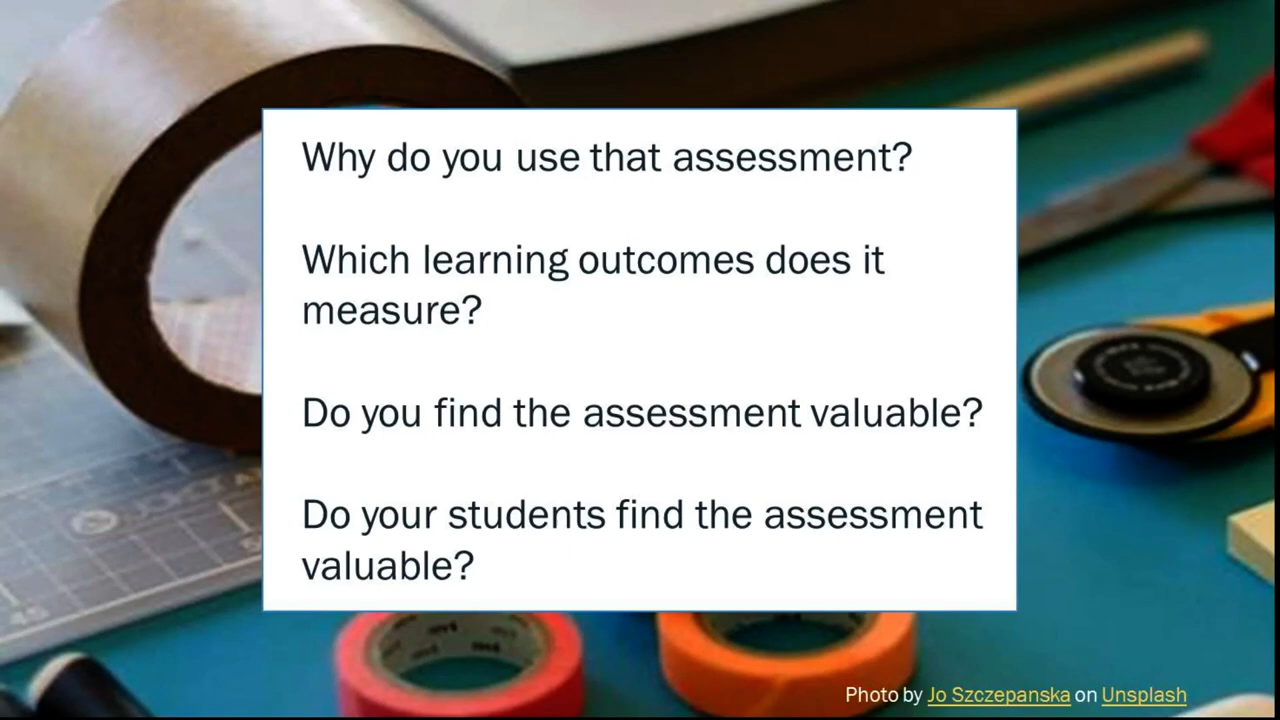 Why do you use that assessment?
Which learning outcomes does it
measure?
Do you find the assessment valuable?
Do your students find the assessment
valuable?
Photo by Jo Szczepanska on Unsplash